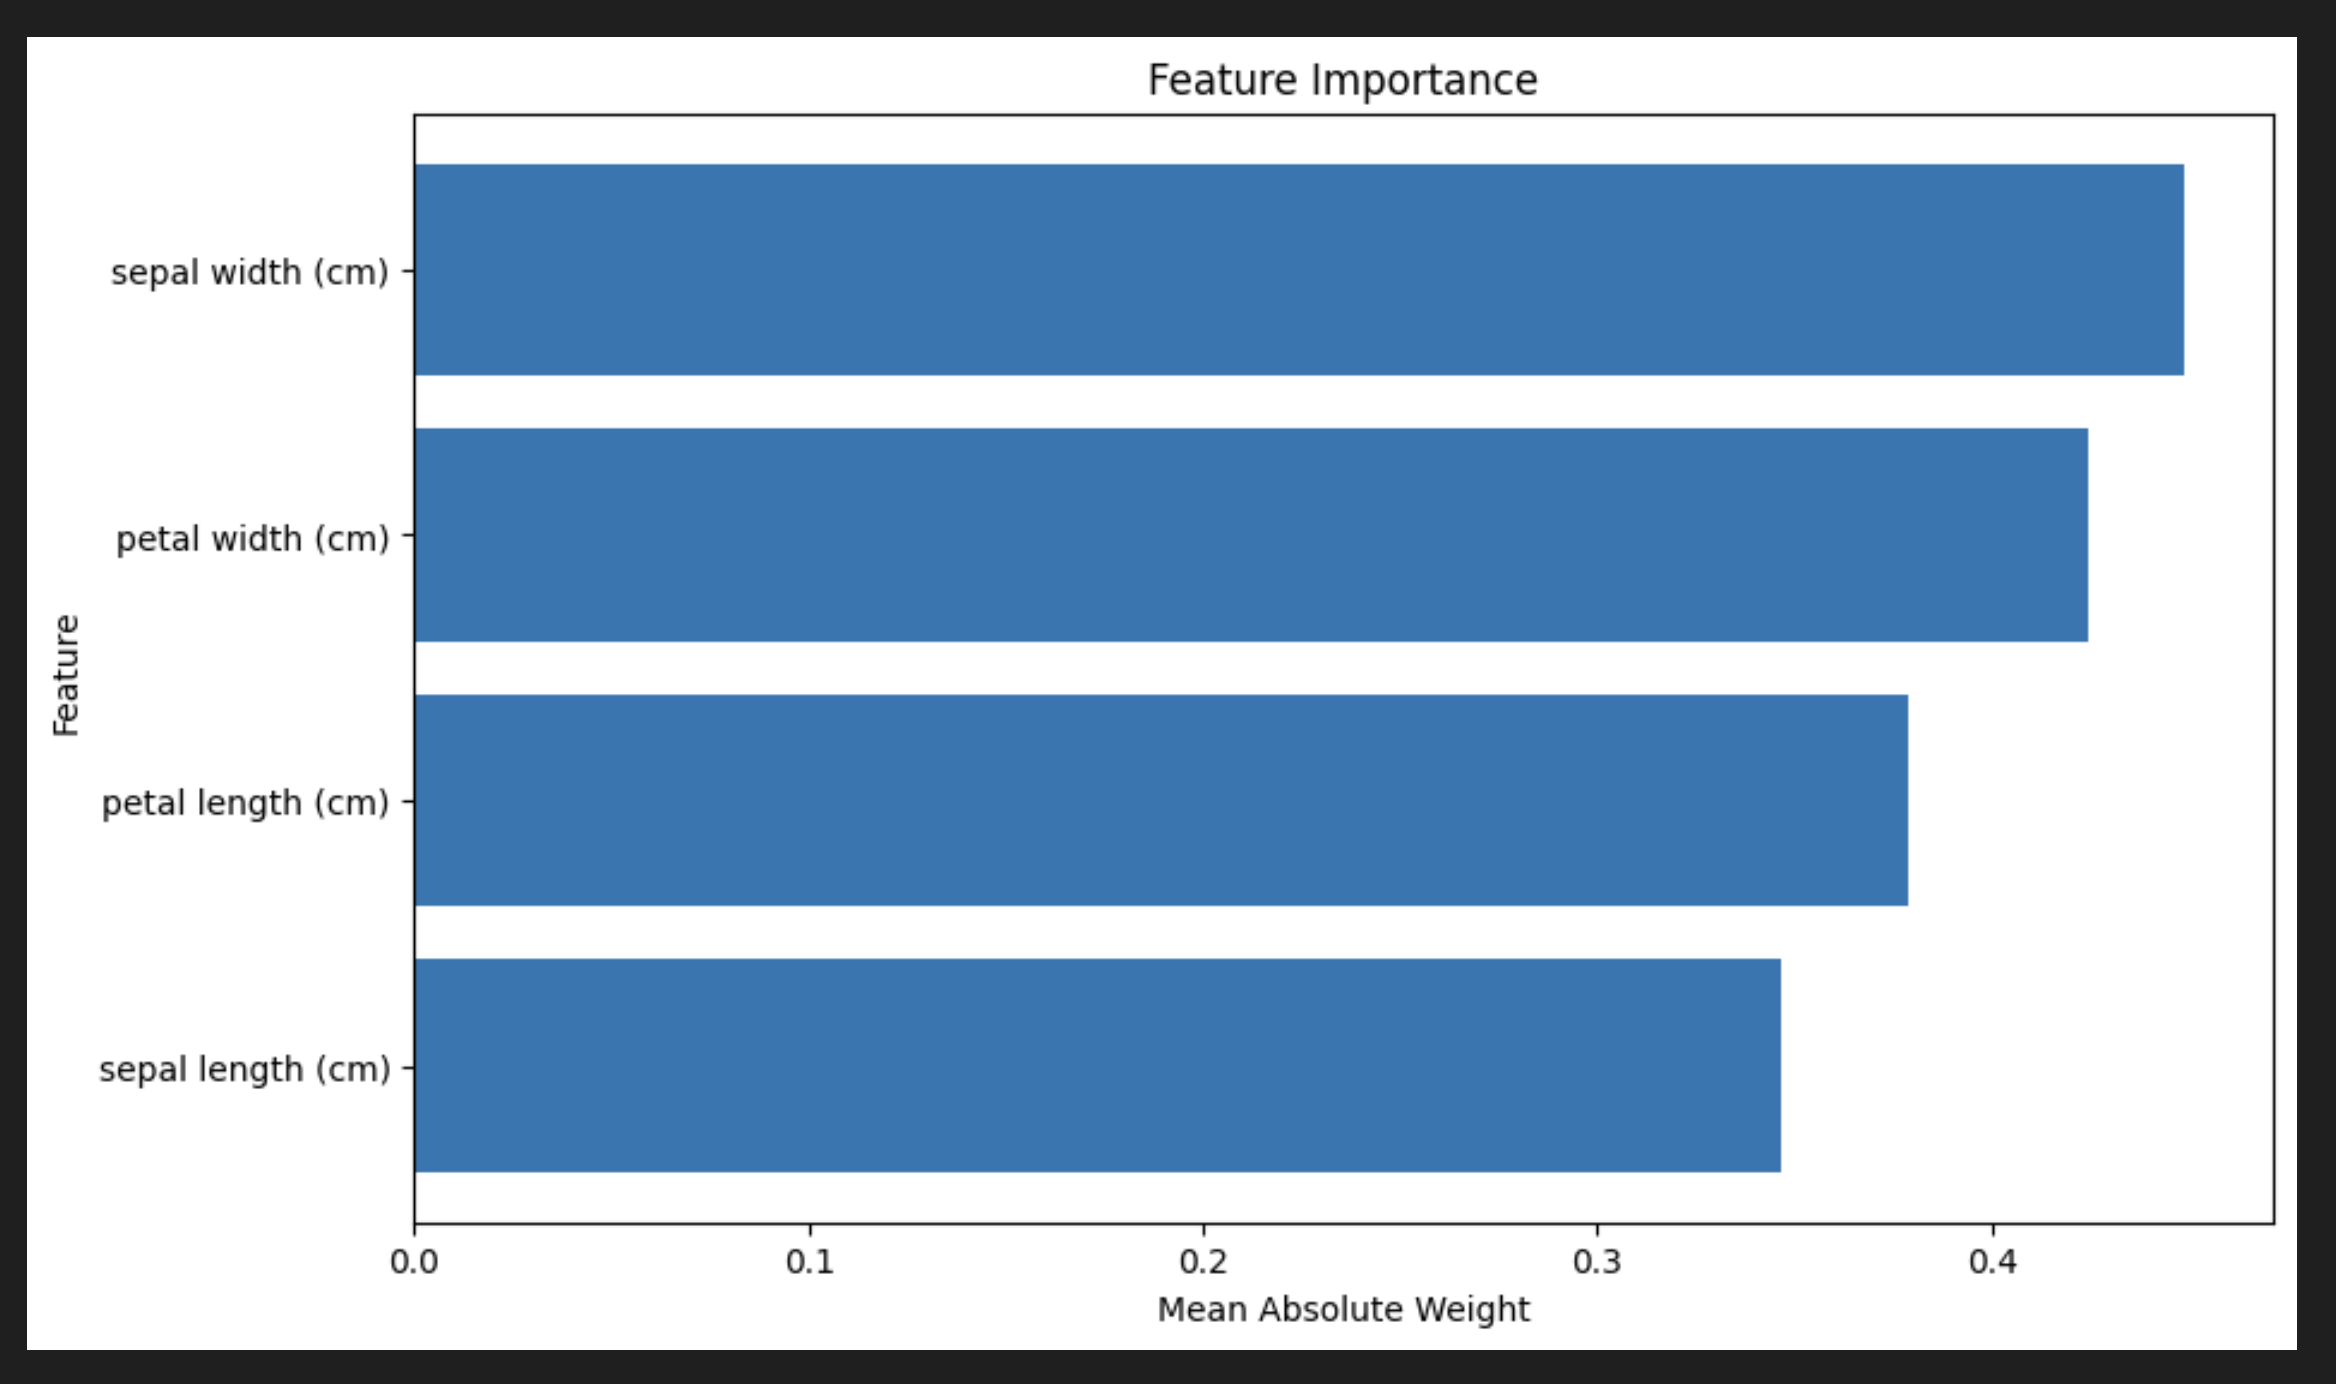 Feature Importance
sepal width (cm)
petal width (cm)
petal length (cm)
sepal length (cm)
Feature
0.0 0.1 0.2 0.3 0.4
Mean Absolute Weight